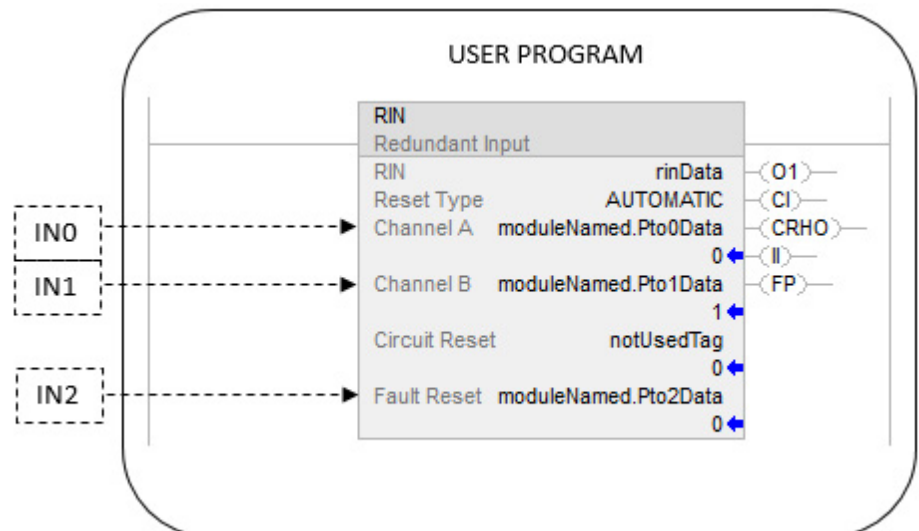 USER PROGRAM
RIN
Redundant Input
RIN rinData (O1)
Reset Type AUTOMATIC (CI)
IN0 Channel A moduleNamed.Pto0Data (CRHO)
0 (II)
IN1 Channel B moduleNamed.Pto1Data (FP)
1
Circuit Reset notUsedTag
0
IN2 Fault Reset moduleNamed.Pto2Data
0